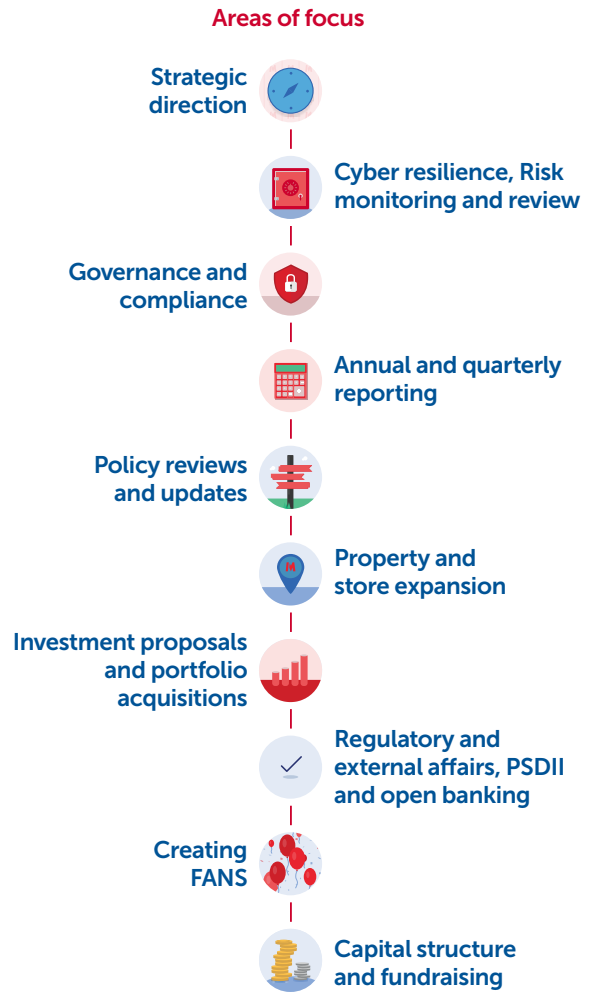 Areas of focus
Strategic
direction
Cyber resilience, Risk
monitoring and review
Governance and
compliance
Annual and quarterly
reporting
Policy reviews
and updates
Property and
store expansion
M
Investment proposals
and portfolio
acquisitions
Regulatory and
external affairs, PSDII
and open banking
Creating
FANS
Capital structure
and fundraising